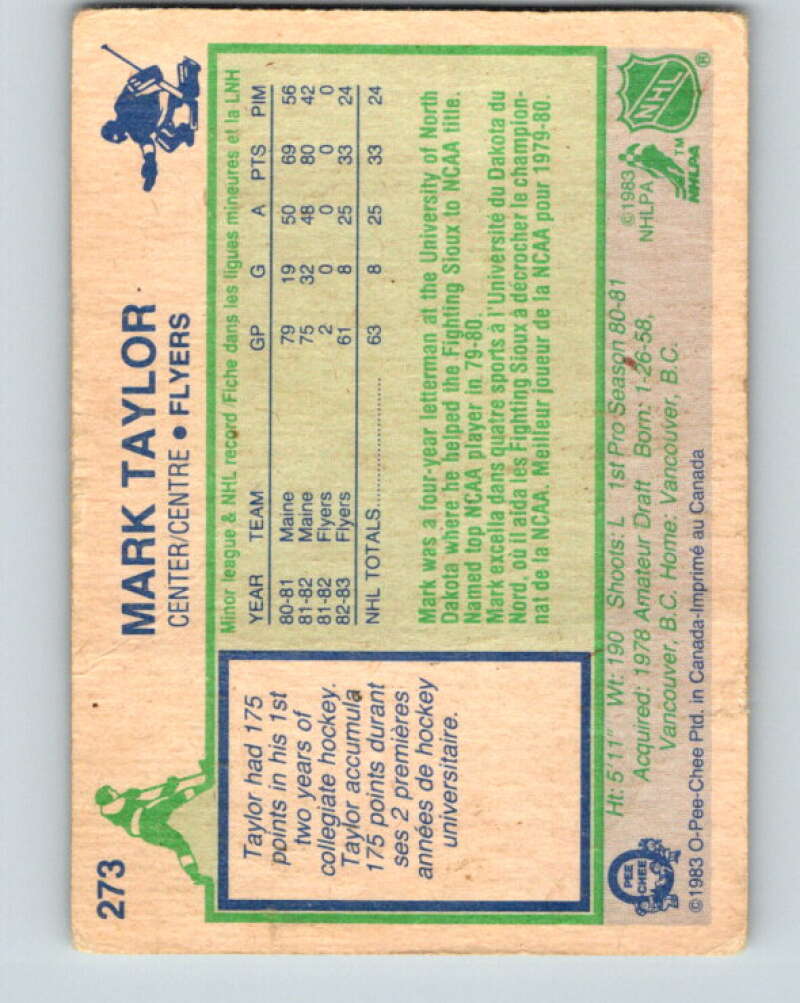 273
MARK TAYLOR
CENTER/CENTRE • FLYERS
Taylor had 175
points in his 1st
two years of
collegiate hockey.
Taylor accumula
175 points durant
ses 2 premières
années de hockey
universitaire.
Minor league & NHL record/Fiche dans les ligues mineures et la LNH
YEAR TEAM GP G A PTS PIM
80-81 Maine 79 19 50 69 56
81-82 Maine 75 32 48 80 42
81-82 Flyers 2 0 0 0 0
82-83 Flyers 61 8 25 33 24
NHL TOTALS.................... 63 8 25 33 24
Mark was a four-year letterman at the University of North
Dakota where he helped the Fighting Sioux to NCAA title.
Named top NCAA player in 79-80.
Mark excella dans quatre sports à l'Université du Dakota du
Nord, où il aida les Fighting Sioux à décrocher le champion-
nat de la NCAA. Meilleur joueur de la NCAA pour 1979-80.
O PEE CHEE
Ht: 5'11" Wt: 190 Shoots: L 1st Pro Season 80-81
Acquired: 1978 Amateur Draft Born: 1-26-58,
Vancouver, B.C. Home: Vancouver, B.C.
©1983
NHLPA
NHLPA
TM
NHL
®
©1983 O-Pee-Chee Ptd. in Canada-Imprimé au Canada